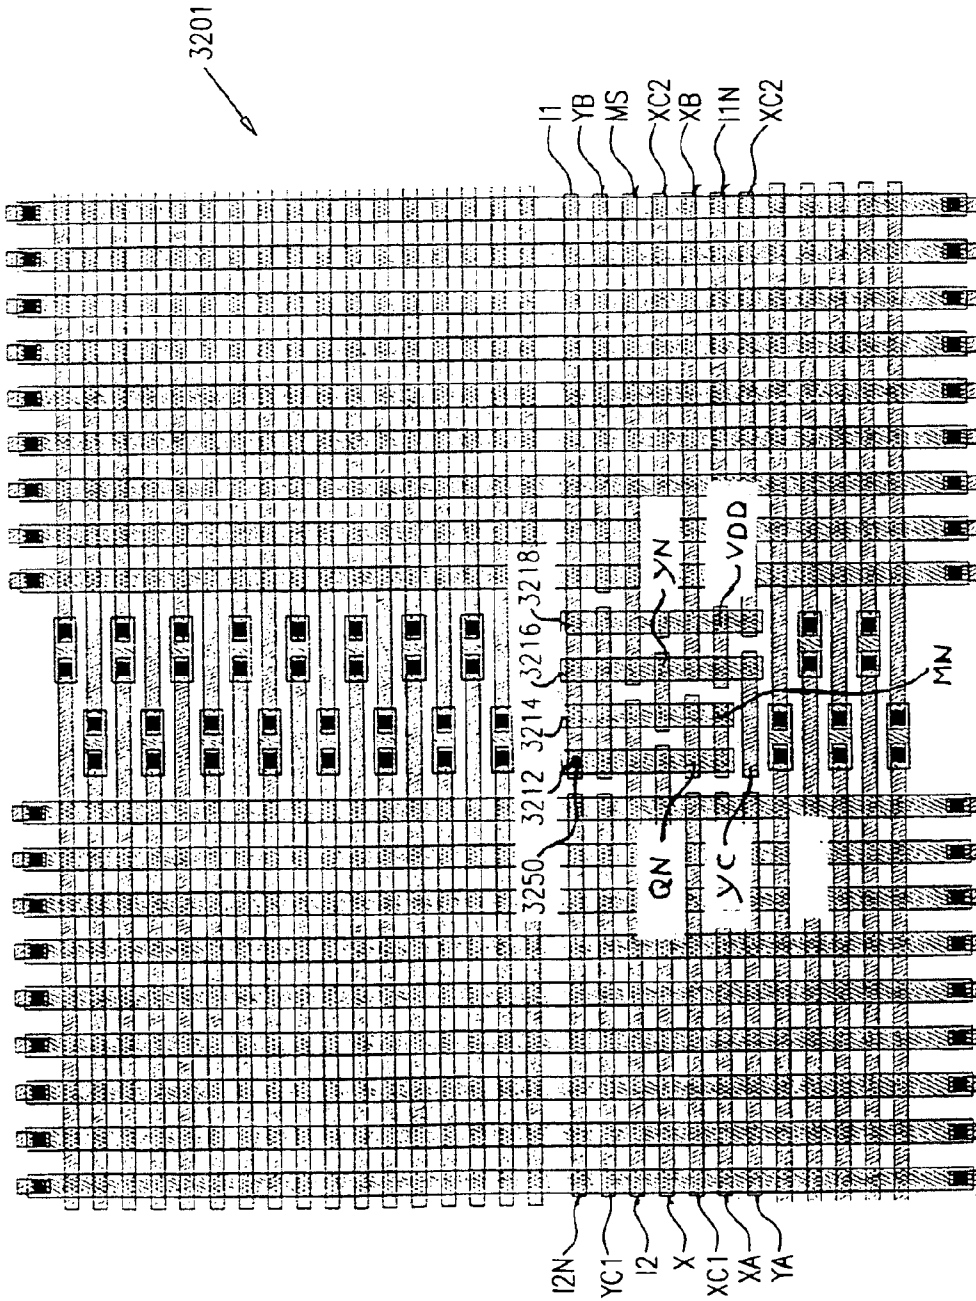 3201
I1
YB
MS
XC2
XB
I1N
XC2
3218
3216
3214
3212
3250
YN
VDD
MN
QN
YC
I2N
YC1
I2
X
XC1
XA
YA